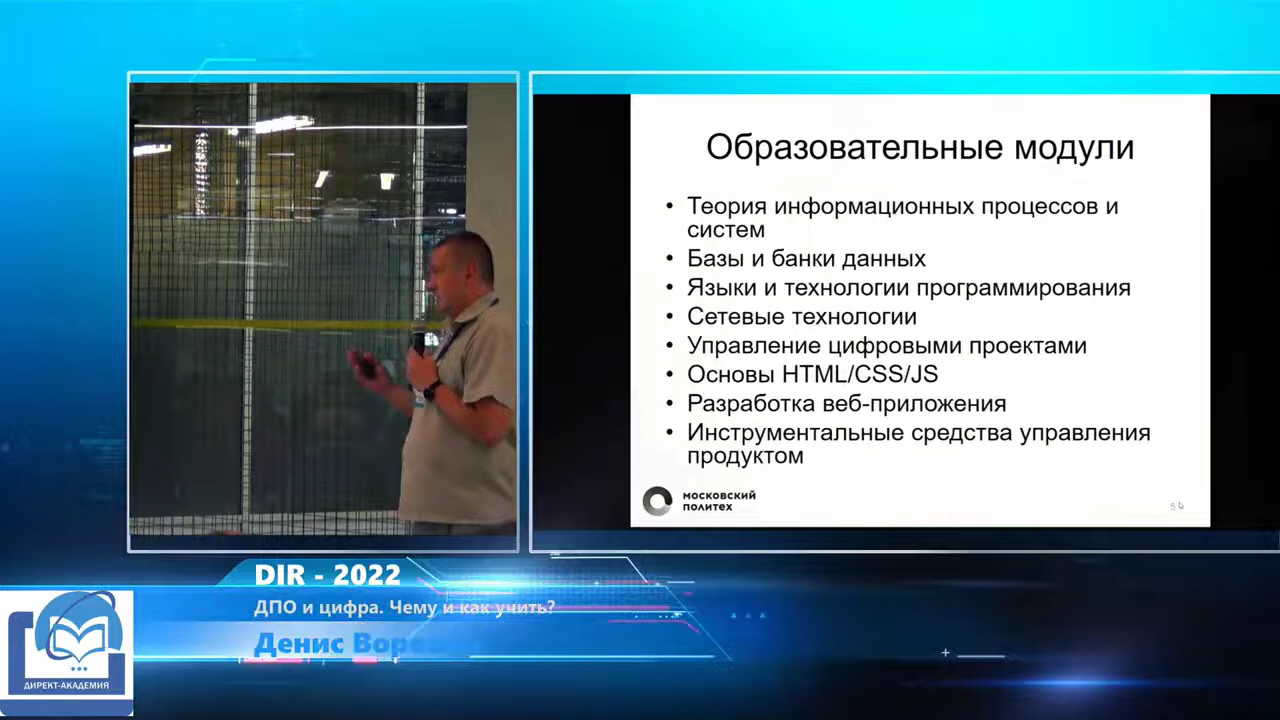 Образовательные модули
• Теория информационных процессов и
систем
• Базы и банки данных
• Языки и технологии программирования
• Сетевые технологии
• Управление цифровыми проектами
• Основы HTML/CSS/JS
• Разработка веб-приложения
• Инструментальные средства управления
продуктом
московский
политех
5
DIR - 2022
ДПО и цифра. Чему и как учить?
Денис
ДИРЕКТ-АКАДЕМИЯ